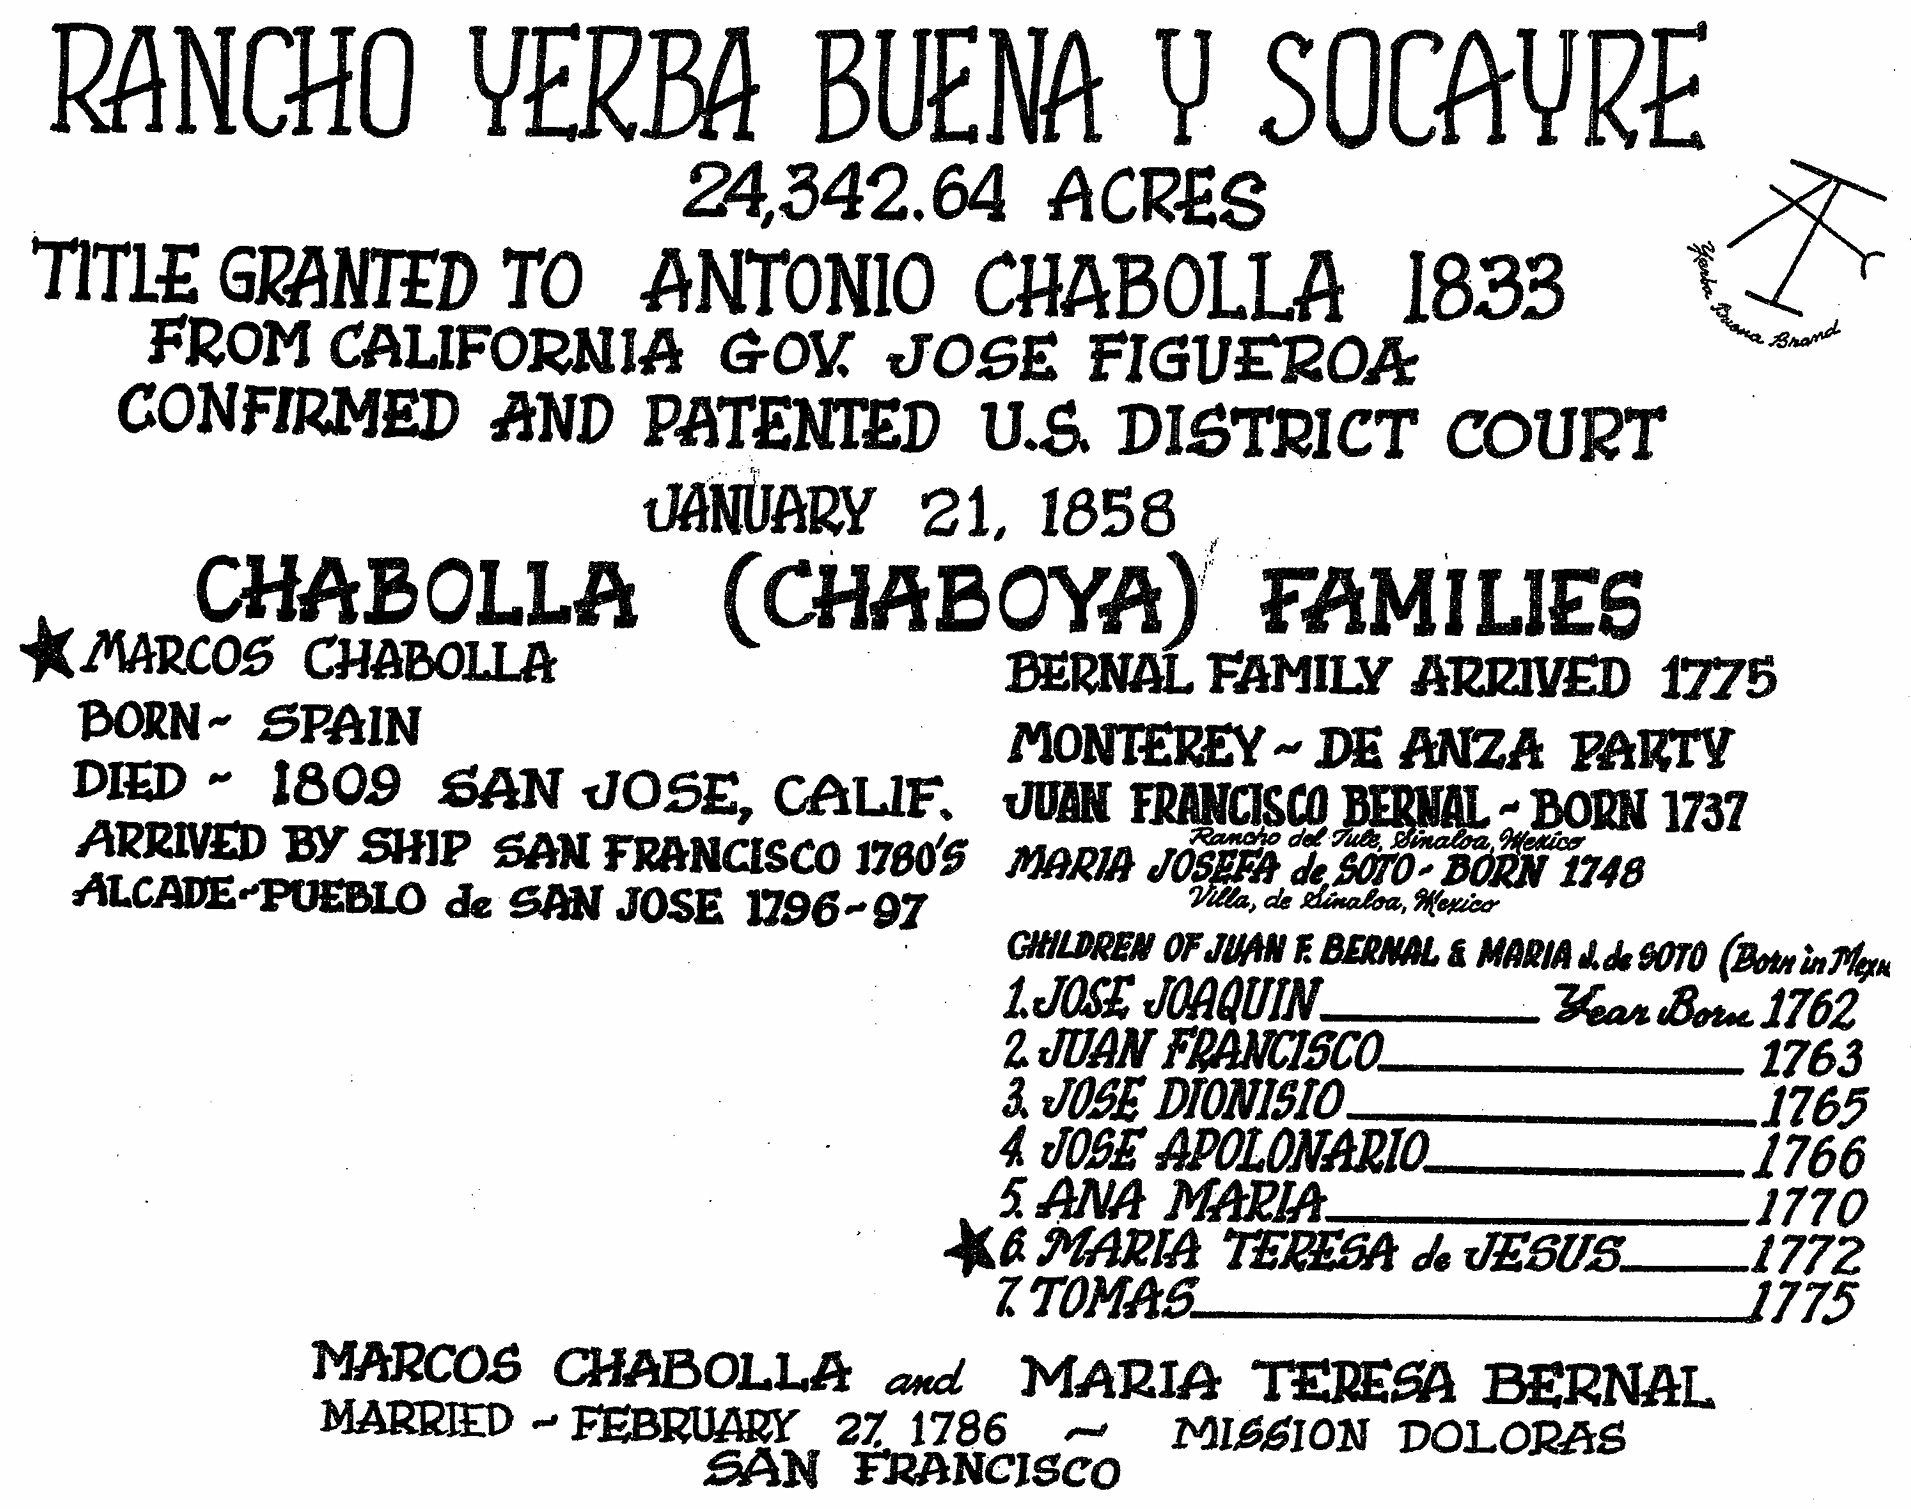 RANCHO YERBA BUENA Y SOCAYRE
24,342.64 ACRES
Yerba Buena Brand
TITLE GRANTED TO ANTONIO CHABOLLA 1833
FROM CALIFORNIA GOV. JOSE FIGUEROA
CONFIRMED AND PATENTED U.S. DISTRICT COURT
JANUARY 21, 1858
CHABOLLA (CHABOYA) FAMILIES
MARCOS CHABOLLA
BORN~ SPAIN
DIED ~ 1809 SAN JOSE, CALIF.
ARRIVED BY SHIP SAN FRANCISCO 1780'S
ALCADE~PUEBLO de SAN JOSE 1796~97
BERNAL FAMILY ARRIVED 1775
MONTEREY ~ DE ANZA PARTY
JUAN FRANCISCO BERNAL ~ BORN 1737
Rancho del Tule, Sinaloa, Mexico
MARIA JOSEFA de SOTO ~ BORN 1748
Villa, de Sinaloa, Mexico
CHILDREN OF JUAN F. BERNAL & MARIA J. de SOTO (Born in
1. JOSE JOAQUIN Year Born 1762
2. JUAN FRANCISCO 1763
3. JOSE DIONISIO 1765
4. JOSE APOLONARIO 1766
5. ANA MARIA 1770
6. MARIA TERESA de JESUS 1772
7. TOMAS 1775
MARCOS CHABOLLA and MARIA TERESA BERNAL
MARRIED ~ FEBRUARY 27, 1786 ~ MISSION DOLORAS
SAN FRANCISCO